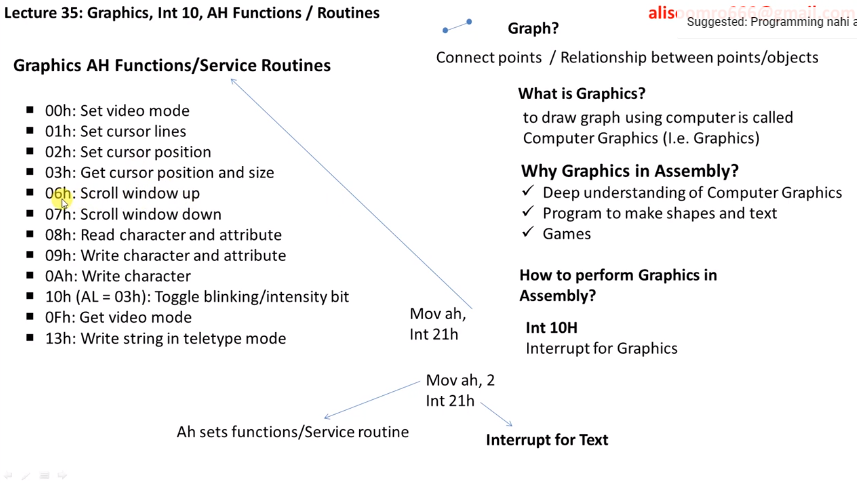 Lecture 35: Graphics, Int 10, AH Functions / Routines
Suggested: Programming nahi a
Graph?
Connect points / Relationship between points/objects
Graphics AH Functions/Service Routines
00h: Set video mode
01h: Set cursor lines
02h: Set cursor position
03h: Get cursor position and size
06h: Scroll window up
07h: Scroll window down
08h: Read character and attribute
09h: Write character and attribute
0Ah: Write character
10h (AL = 03h): Toggle blinking/intensity bit
0Fh: Get video mode
13h: Write string in teletype mode
What is Graphics?
to draw graph using computer is called
Computer Graphics (I.e. Graphics)
Why Graphics in Assembly?
Deep understanding of Computer Graphics
Program to make shapes and text
Games
How to perform Graphics in
Assembly?
Int 10H
Interrupt for Graphics
Mov ah,
Int 21h
Mov ah, 2
Int 21h
Ah sets functions/Service routine
Interrupt for Text